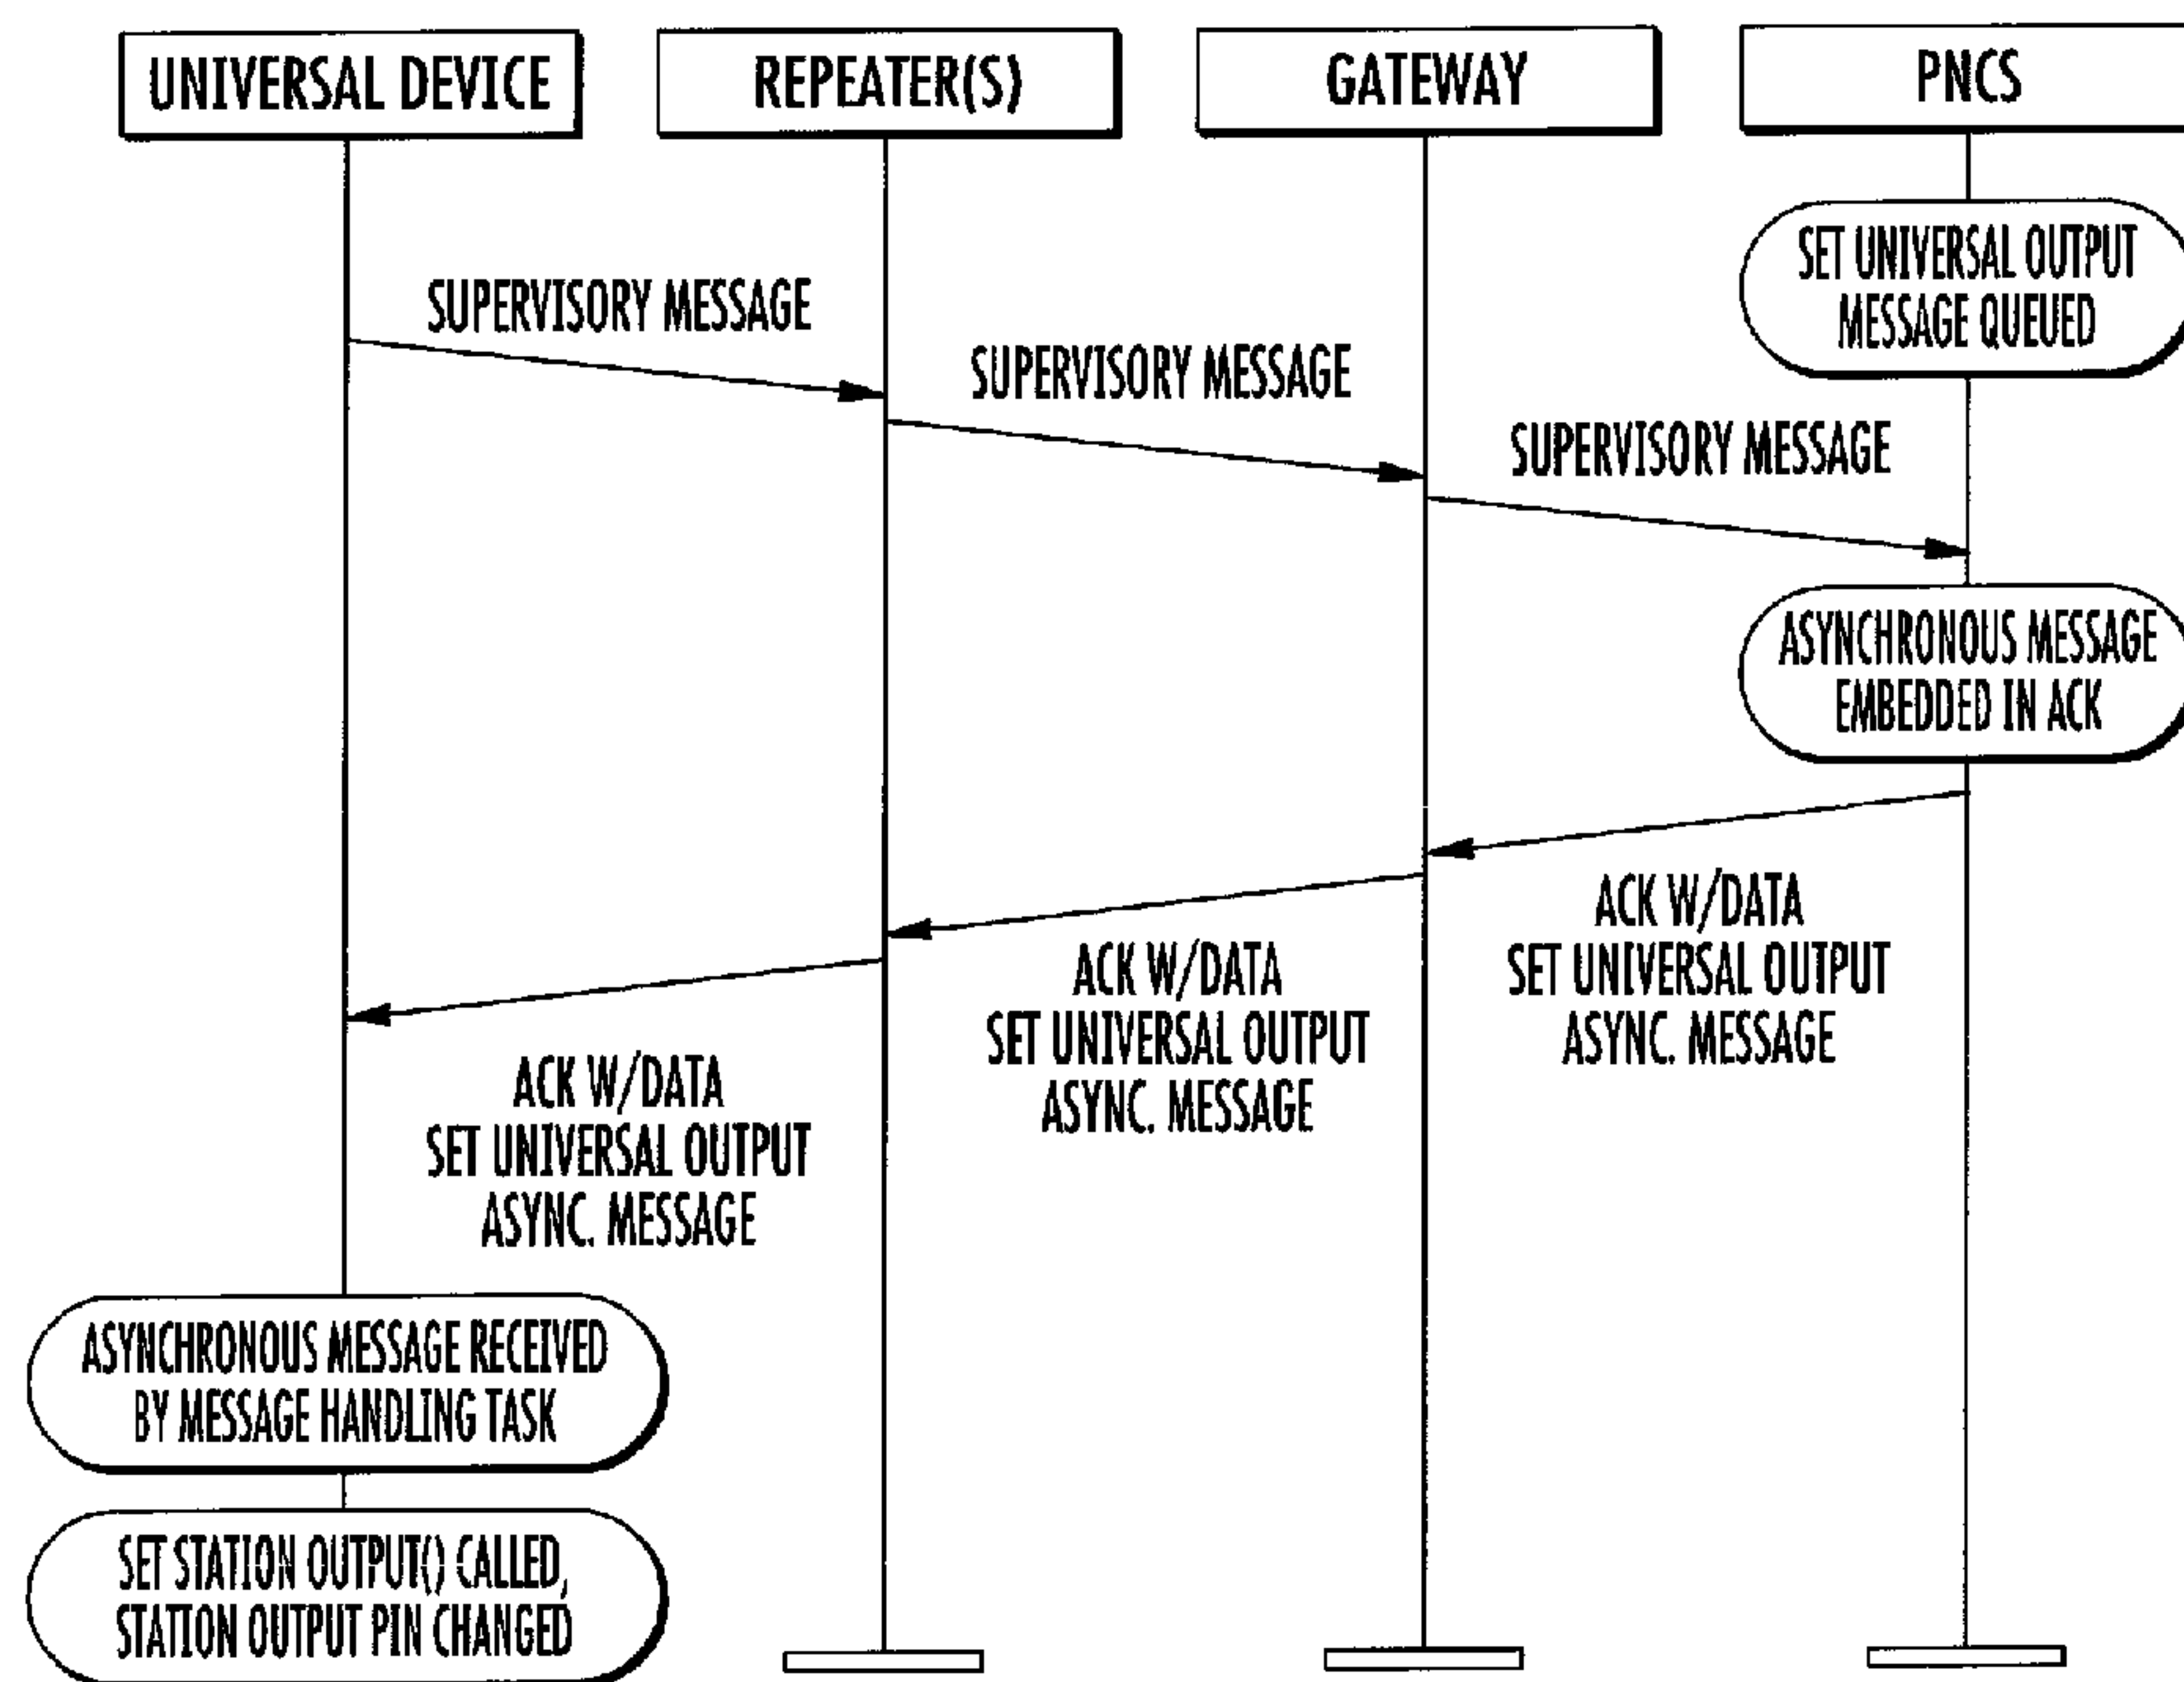 UNIVERSAL DEVICE
REPEATER(S)
GATEWAY
PNCS
SET UNIVERSAL OUTPUT
MESSAGE QUEUED
SUPERVISORY MESSAGE
SUPERVISORY MESSAGE
SUPERVISORY MESSAGE
ASYNCHRONOUS MESSAGE
EMBEDDED IN ACK
ACK W/DATA
SET UNIVERSAL OUTPUT
ASYNC. MESSAGE
ACK W/DATA
SET UNIVERSAL OUTPUT
ASYNC. MESSAGE
ACK W/DATA
SET UNIVERSAL OUTPUT
ASYNC. MESSAGE
ASYNCHRONOUS MESSAGE RECEIVED
BY MESSAGE HANDLING TASK
SET STATION OUTPUT() CALLED,
STATION OUTPUT PIN CHANGED